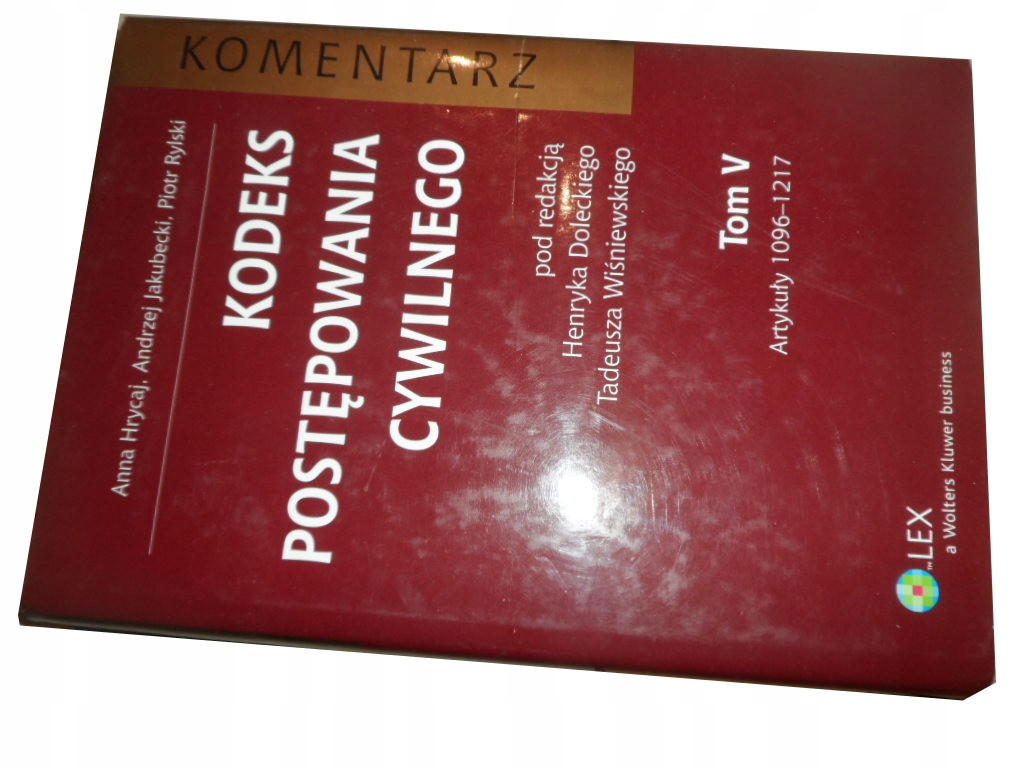 KOMENTARZ
Anna Hrycaj, Andrzej Jakubecki, Piotr Rylski
KODEKS
POSTĘPOWANIA
CYWILNEGO
pod redakcją
Henryka Doleckiego
Tadeusza Wiśniewskiego
Tom V
Artykuły 1096–1217
™LEX
a Wolters Kluwer business